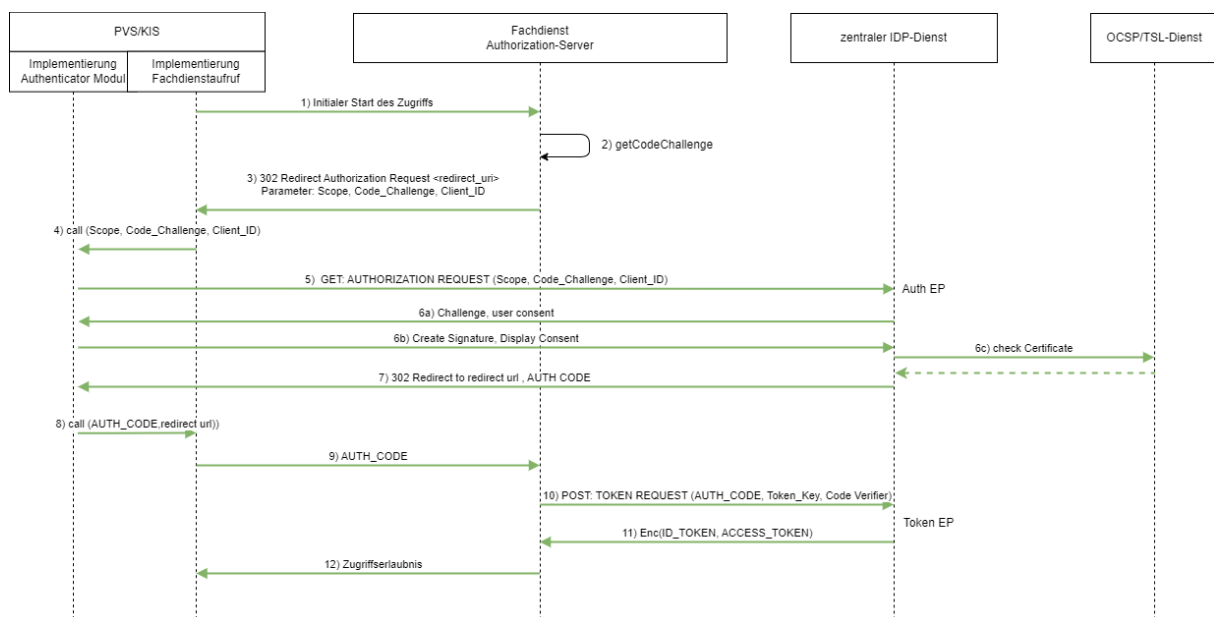 PVS/KIS
Fachdienst
Authorization-Server
zentraler IDP-Dienst
OCSP/TSL-Dienst
Implementierung
Authenticator Modul
Implementierung
Fachdienstaufruf
1) Initialer Start des Zugriffs
2) getCodeChallenge
3) 302 Redirect Authorization Request <redirect_uri>
Parameter: Scope, Code_Challenge, Client_ID
4) call (Scope, Code_Challenge, Client_ID)
5) GET: AUTHORIZATION REQUEST (Scope, Code_Challenge, Client_ID)
Auth EP
6a) Challenge, user consent
6b) Create Signature, Display Consent
6c) check Certificate
7) 302 Redirect to redirect url , AUTH CODE
8) call (AUTH_CODE,redirect url))
9) AUTH_CODE
10) POST: TOKEN REQUEST (AUTH_CODE, Token_Key, Code Verifier)
Token EP
11) Enc(ID_TOKEN, ACCESS_TOKEN)
12) Zugriffserlaubnis